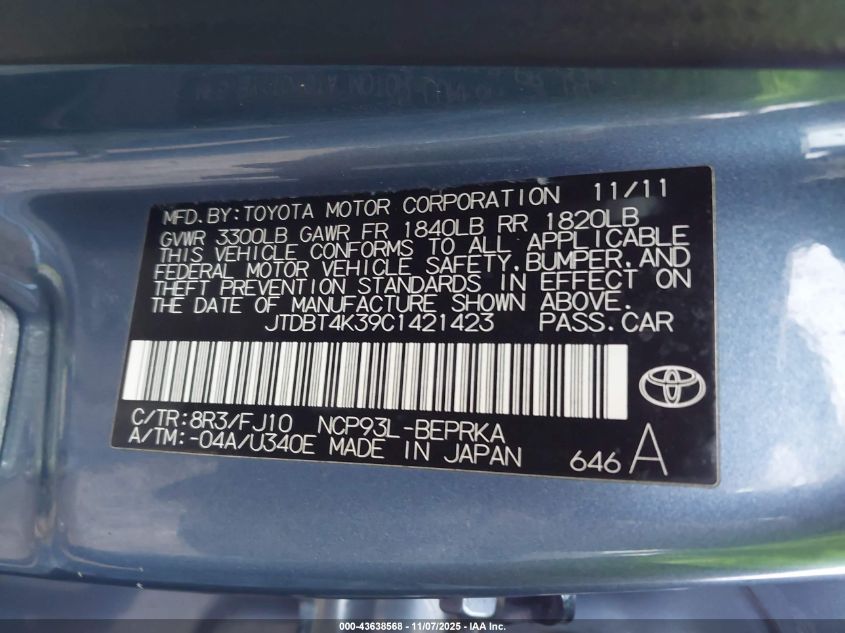 MFD.BY:TOYOTA MOTOR CORPORATION 11/11
GVWR 3300LB GAWR FR 1840LB RR 1820LB
THIS VEHICLE CONFORMS TO ALL APPLICABLE
FEDERAL MOTOR VEHICLE SAFETY,BUMPER,AND
THEFT PREVENTION STANDARDS IN EFFECT ON
THE DATE OF MANUFACTURE SHOWN ABOVE.
JTDBT4K39C1421423 PASS.CAR
C/TR:8R3/FJ10 NCP93L-BEPRKA
A/TM:-04A/U340E MADE IN JAPAN 646 A
000-43638568 - 11/07/2025 - IAA Inc.